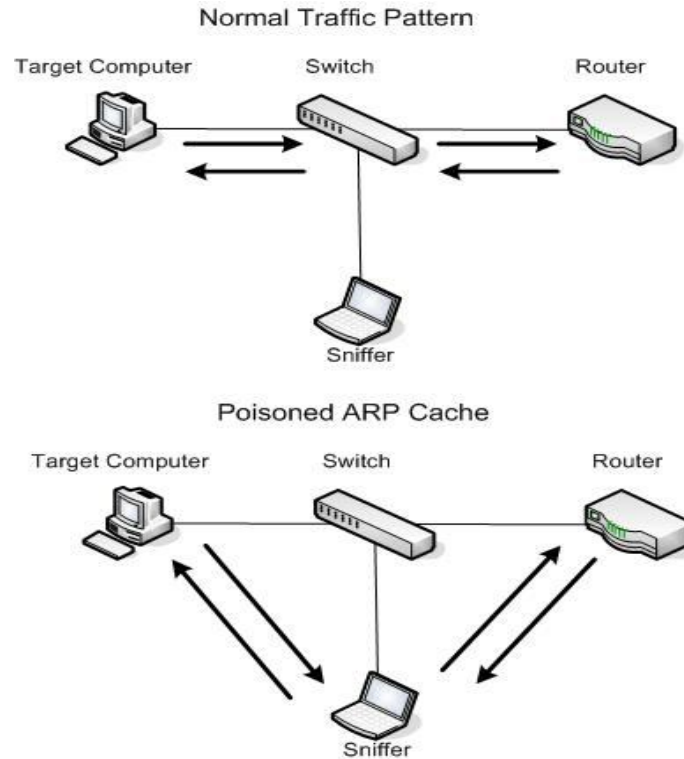 Normal Traffic Pattern
Target Computer Switch Router
Sniffer
Poisoned ARP Cache
Target Computer Switch Router
Sniffer